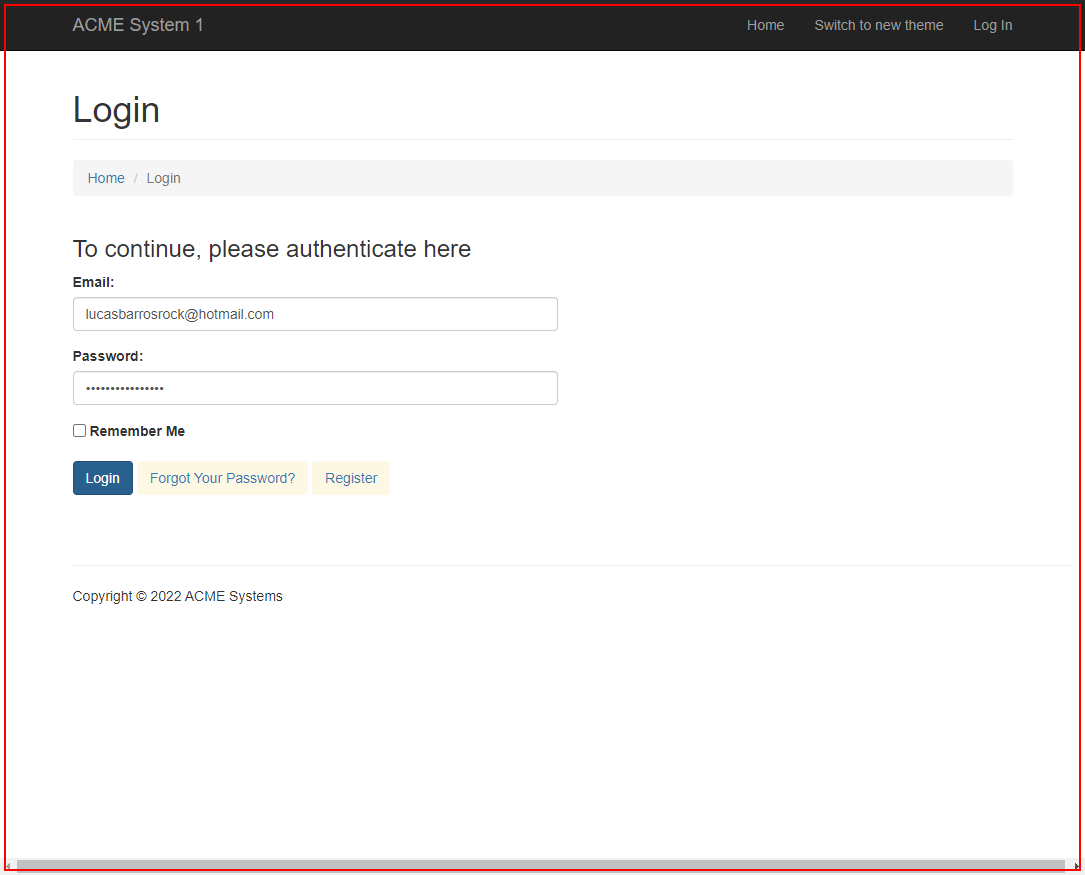 ACME System 1 Home Switch to new theme Log In
Login
Home / Login
To continue, please authenticate here
Email:
lucasbarrosrock@hotmail.com
Password:
••••••••••••••••
Remember Me
Login Forgot Your Password? Register
Copyright © 2022 ACME Systems